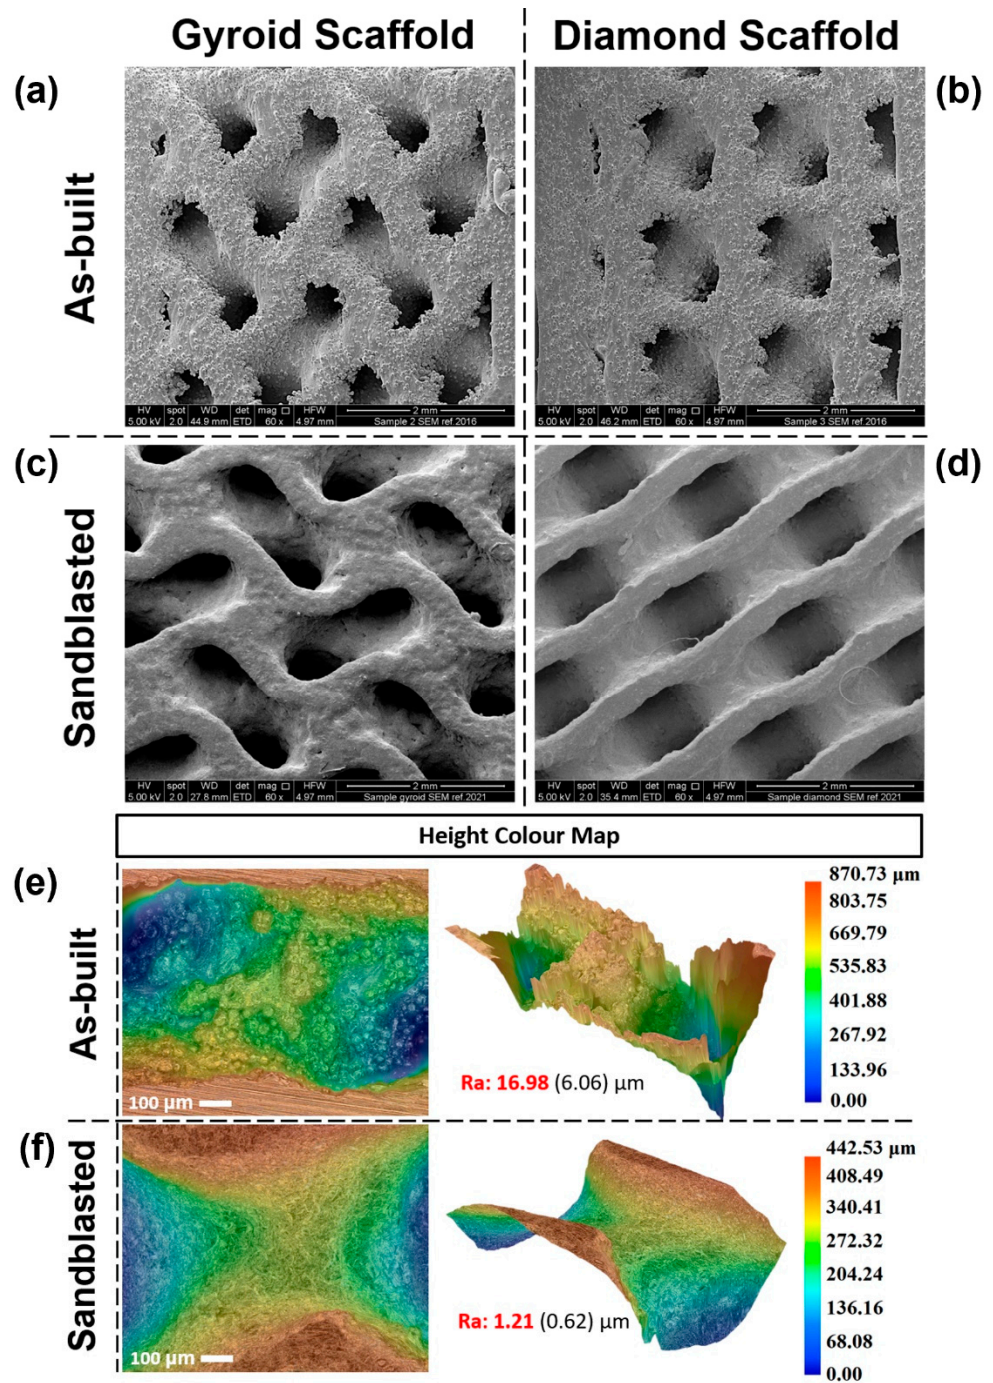 Gyroid Scaffold
Diamond Scaffold
(a)
(b)
As-built
HV spot WD det mag □ HFW 2 mm
5.00 kV 2.0 44.9 mm ETD 60 x 4.97 mm Sample 2 SEM ref.2016
HV spot WD det mag □ HFW 2 mm
5.00 kV 2.0 46.2 mm ETD 60 x 4.97 mm Sample 3 SEM ref.2016
(c)
(d)
Sandblasted
HV spot WD det mag □ HFW 2 mm
5.00 kV 2.0 27.8 mm ETD 60 x 4.97 mm Sample gyroid SEM ref.2021
HV spot WD det mag □ HFW 2 mm
5.00 kV 2.0 35.4 mm ETD 60 x 4.97 mm Sample diamond SEM ref.2021
Height Colour Map
(e)
As-built
100 μm
Ra: 16.98 (6.06) μm
870.73 μm
803.75
669.79
535.83
401.88
267.92
133.96
0.00
(f)
Sandblasted
100 μm
Ra: 1.21 (0.62) μm
442.53 μm
408.49
340.41
272.32
204.24
136.16
68.08
0.00